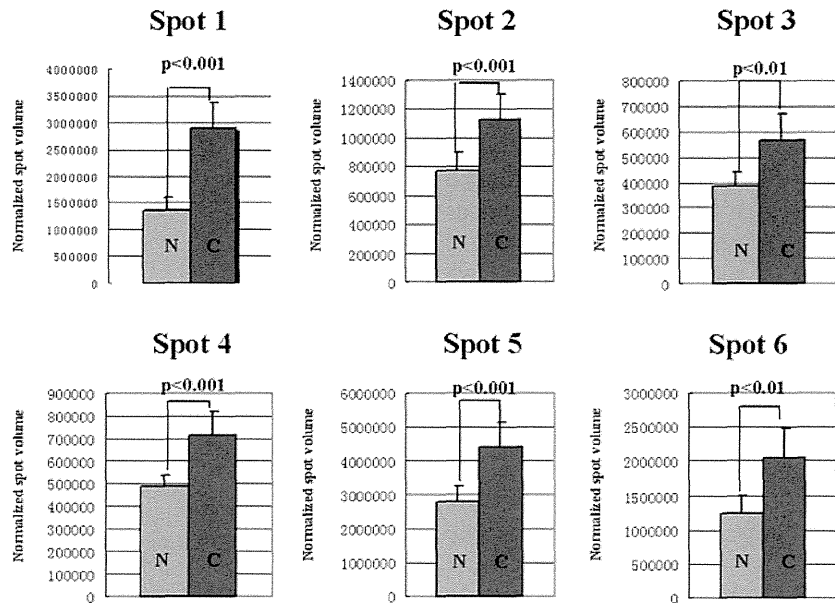 Spot 1
p<0.001
Normalized spot volume
4000000
3500000
3000000
2500000
2000000
1500000
1000000
500000
0
N C
Spot 2
p<0.001
Normalized spot volume
1400000
1200000
1000000
800000
600000
400000
200000
0
N C
Spot 3
p<0.01
Normalized spot volume
800000
700000
600000
500000
400000
300000
200000
100000
0
N C
Spot 4
p<0.001
Normalized spot volume
900000
800000
700000
600000
500000
400000
300000
200000
100000
0
N C
Spot 5
p<0.001
Normalized spot volume
6000000
5000000
4000000
3000000
2000000
1000000
0
N C
Spot 6
p<0.01
Normalized spot volume
3000000
2500000
2000000
1500000
1000000
500000
0
N C